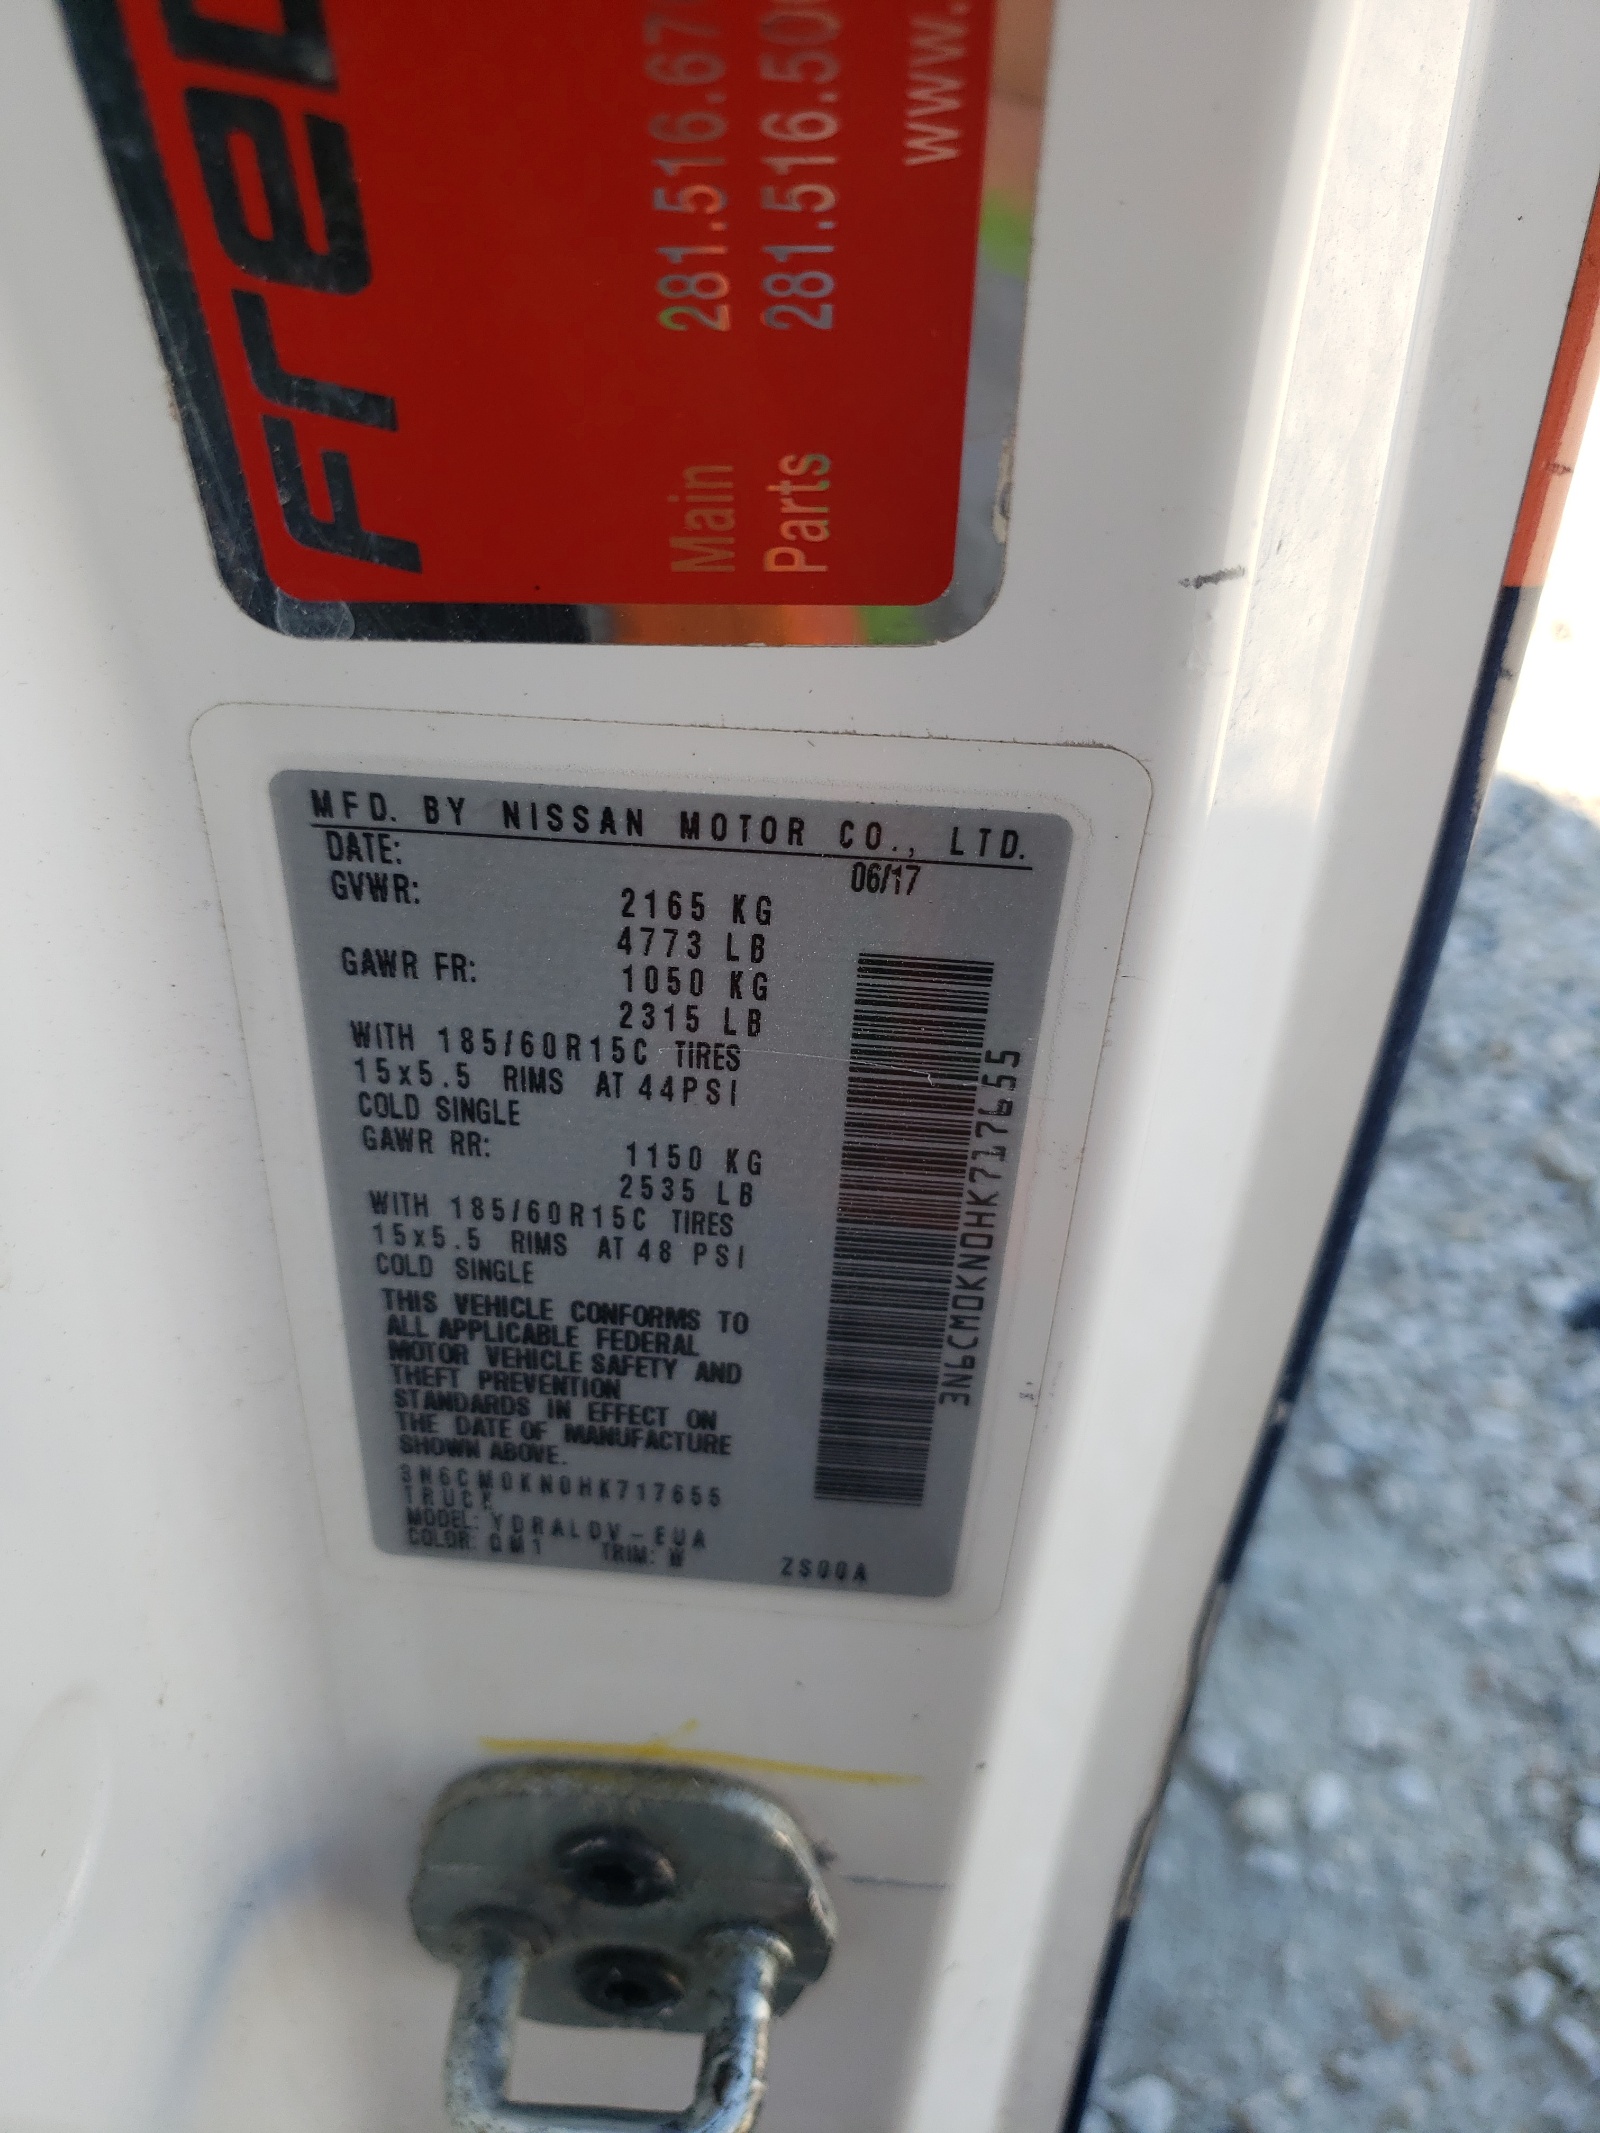 Fre
Main 281.516.67
Parts 281.516.50
www.
MFD. BY NISSAN MOTOR CO., LTD.
DATE: 06/17
GVWR: 2165 KG
4773 LB
GAWR FR: 1050 KG
2315 LB
WITH 185/60R15C TIRES
15x5.5 RIMS AT 44PSI
COLD SINGLE
GAWR RR: 1150 KG
2535 LB
WITH 185/60R15C TIRES
15x5.5 RIMS AT 48 PSI
COLD SINGLE
THIS VEHICLE CONFORMS TO
ALL APPLICABLE FEDERAL
MOTOR VEHICLE SAFETY AND
THEFT PREVENTION
STANDARDS IN EFFECT ON
THE DATE OF MANUFACTURE
SHOWN ABOVE.
3N6CM0KN0HK717655
TRUCK
MODEL: YDRALDV-EUA
COLOR: QM1 TRIM: W ZS00A
3N6CM0KN0HK717655